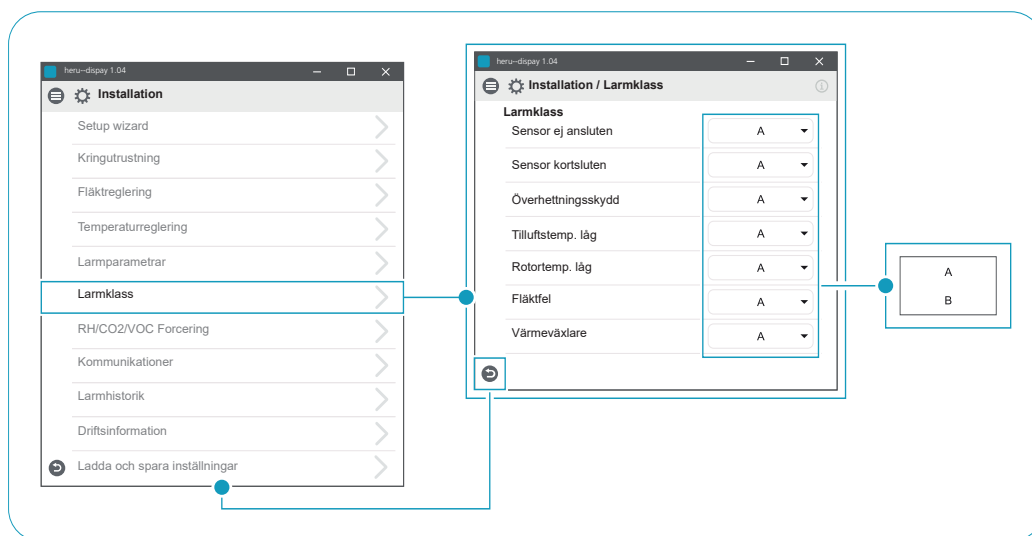 heru--dispay 1.04
Installation
Setup wizard
Kringutrustning
Fläktreglering
Temperaturreglering
Larmparametrar
Larmklass
RH/CO2/VOC Forcering
Kommunikationer
Larmhistorik
Driftsinformation
Ladda och spara inställningar
heru--dispay 1.04
Installation / Larmklass
Larmklass
Sensor ej ansluten A
Sensor kortsluten A
Överhettningsskydd A
Tilluftstemp. låg A
Rotortemp. låg A
Fläktfel A
Värmeväxlare A
A
B